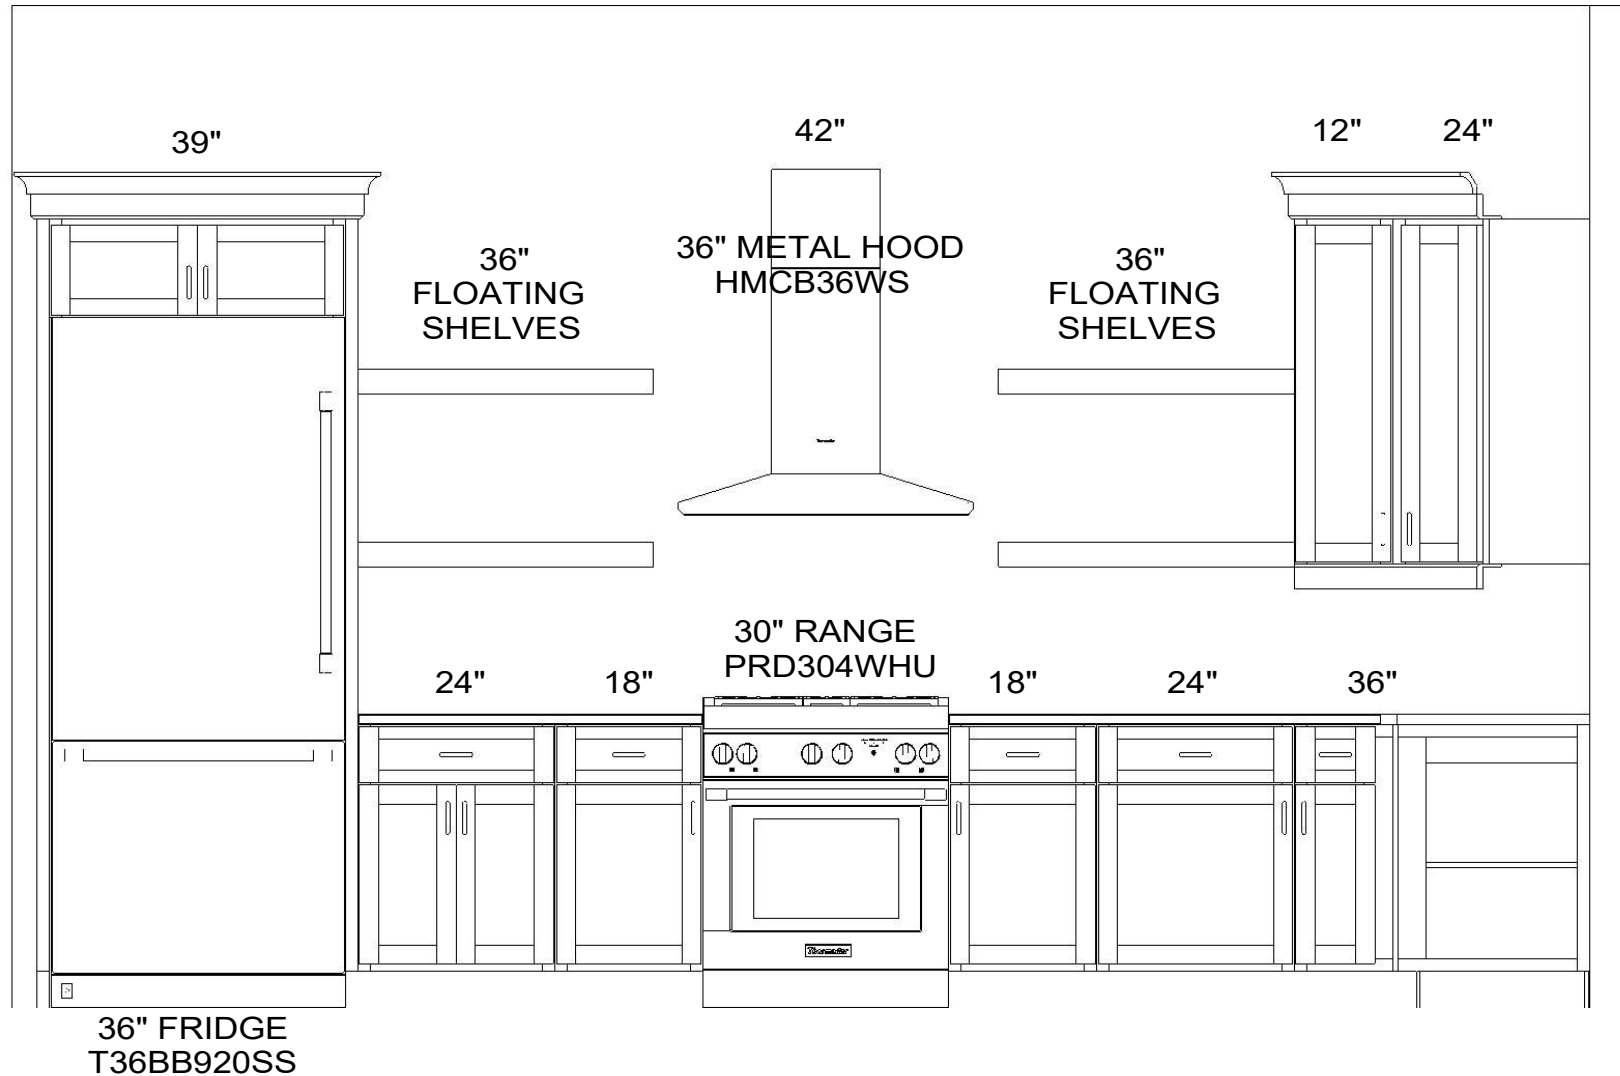 39"
42"
12"
24"
36"
FLOATING
SHELVES
36" METAL HOOD
HMCB36WS
36"
FLOATING
SHELVES
30" RANGE
PRD304WHU
24"
18"
18"
24"
36"
Thermador
36" FRIDGE
T36BB920SS